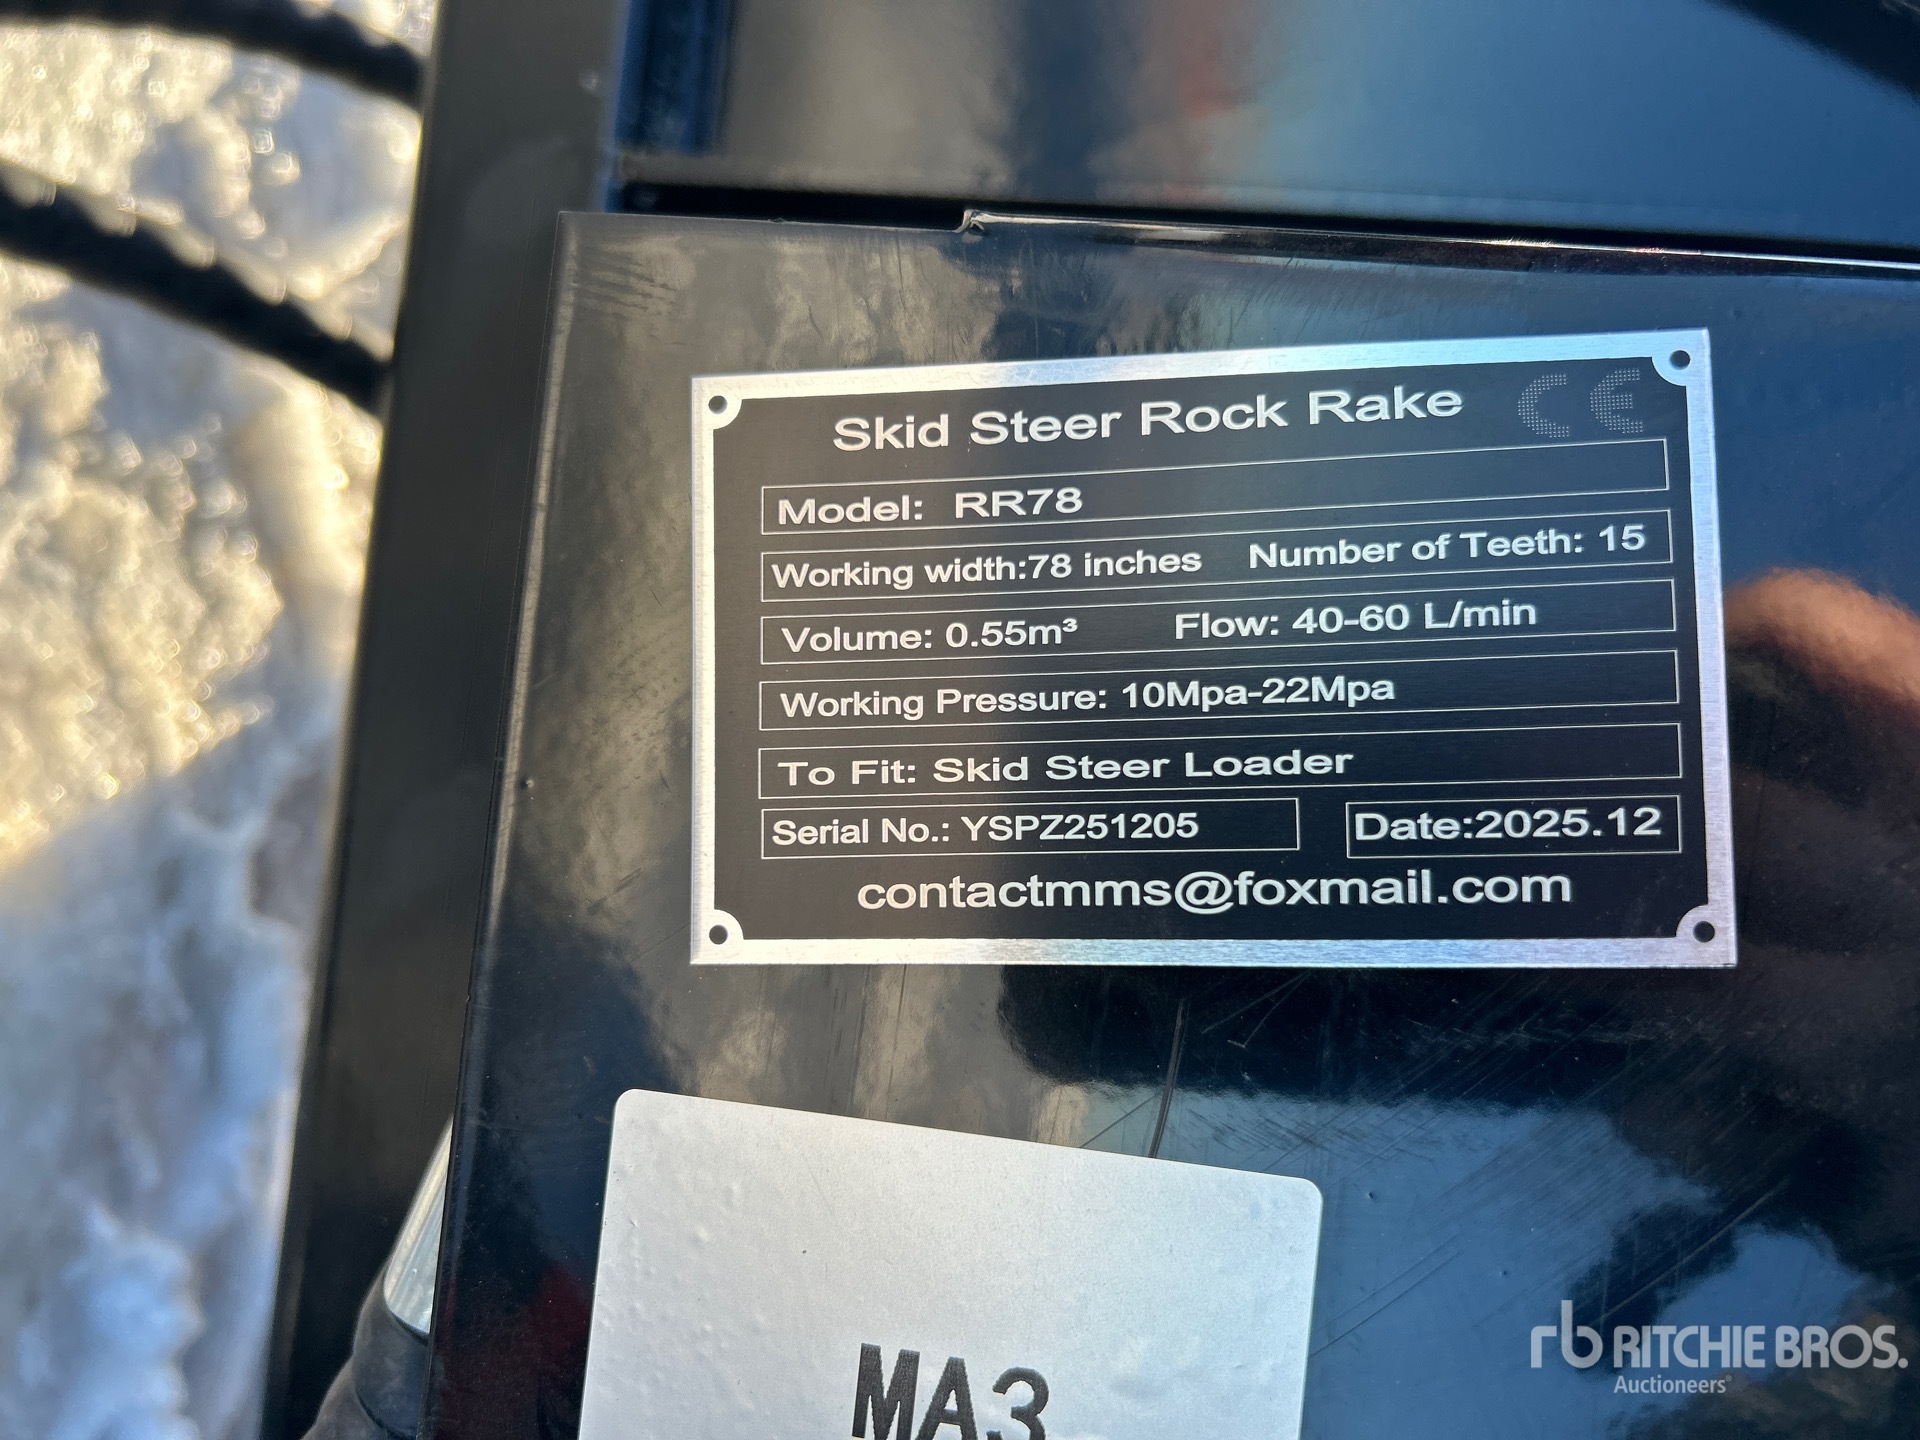 Skid Steer Rock Rake CE
Model: RR78
Working width:78 inches Number of Teeth: 15
Volume: 0.55m³ Flow: 40-60 L/min
Working Pressure: 10Mpa-22Mpa
To Fit: Skid Steer Loader
Serial No.: YSPZ251205 Date:2025.12
contactmms@foxmail.com
MA3
rb RITCHIE BROS.
Auctioneers